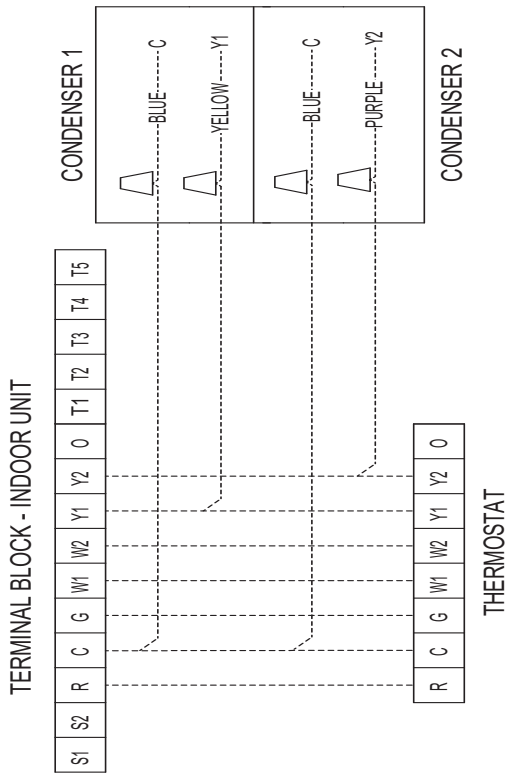 TERMINAL BLOCK - INDOOR UNIT
S1 S2 R C G W1 W2 Y1 Y2 O T1 T2 T3 T4 T5
CONDENSER 1
BLUE C
YELLOW Y1
BLUE C
PURPLE Y2
CONDENSER 2
R C G W1 W2 Y1 Y2 O
THERMOSTAT